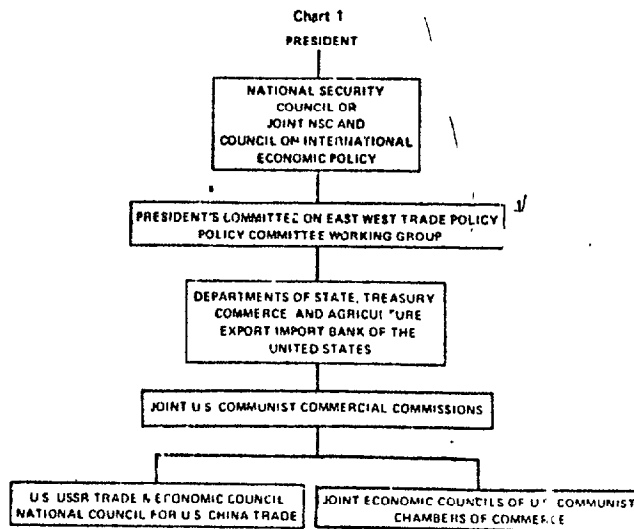 Chart 1
PRESIDENT
NATIONAL SECURITY
COUNCIL OR
JOINT NSC AND
COUNCIL ON INTERNATIONAL
ECONOMIC POLICY
PRESIDENT'S COMMITTEE ON EAST WEST TRADE POLICY 1/
POLICY COMMITTEE WORKING GROUP
DEPARTMENTS OF STATE, TREASURY
COMMERCE AND AGRICULTURE
EXPORT IMPORT BANK OF THE
UNITED STATES
JOINT U.S. COMMUNIST COMMERCIAL COMMISSIONS
U.S. USSR TRADE & ECONOMIC COUNCIL
NATIONAL COUNCIL FOR U.S. CHINA TRADE
JOINT ECONOMIC COUNCILS OF U.S. COMMUNIST
CHAMBERS OF COMMERCE